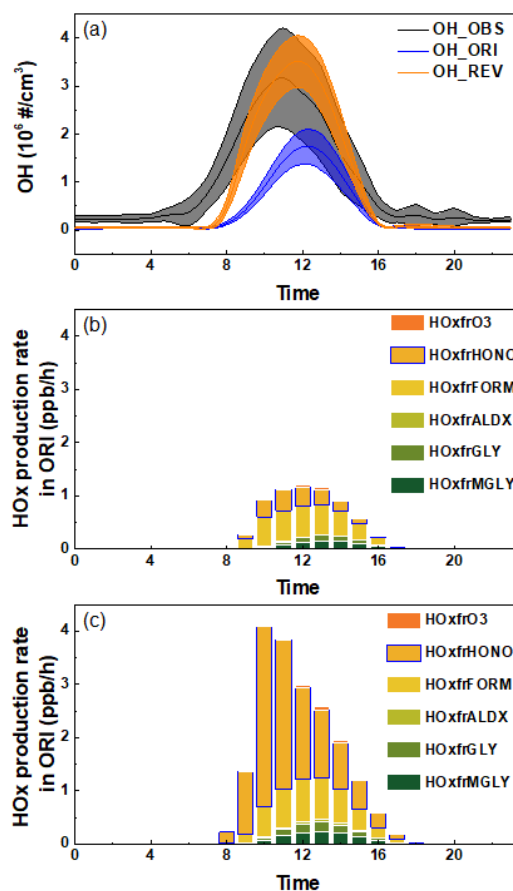 (a)
OH_OBS
OH_ORI
OH_REV
OH (10⁶ #/cm³)
4
3
2
1
0
0 4 8 12 16 20
Time
(b)
HOxfrO3
HOxfrHONO
HOxfrFORM
HOxfrALDX
HOxfrGLY
HOxfrMGLY
HOx production rate
in ORI (ppb/h)
4
3
2
1
0
0 4 8 12 16 20
Time
(c)
HOxfrO3
HOxfrHONO
HOxfrFORM
HOxfrALDX
HOxfrGLY
HOxfrMGLY
HOx production rate
in ORI (ppb/h)
4
3
2
1
0
0 4 8 12 16 20
Time